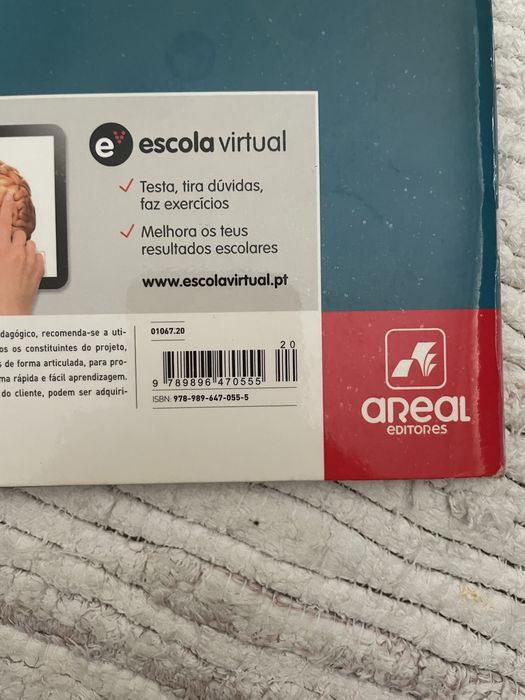 e
escola virtual
Testa, tira dúvidas,
faz exercícios
Melhora os teus
resultados escolares
www.escolavirtual.pt
dagógico, recomenda-se a uti-
os os constituintes do projeto,
s de forma articulada, para pro-
ma rápida e fácil aprendizagem.
do cliente, podem ser adquiri-
01067.20
20
9 789896 470555
ISBN: 978-989-647-055-5
areal
EDITORES